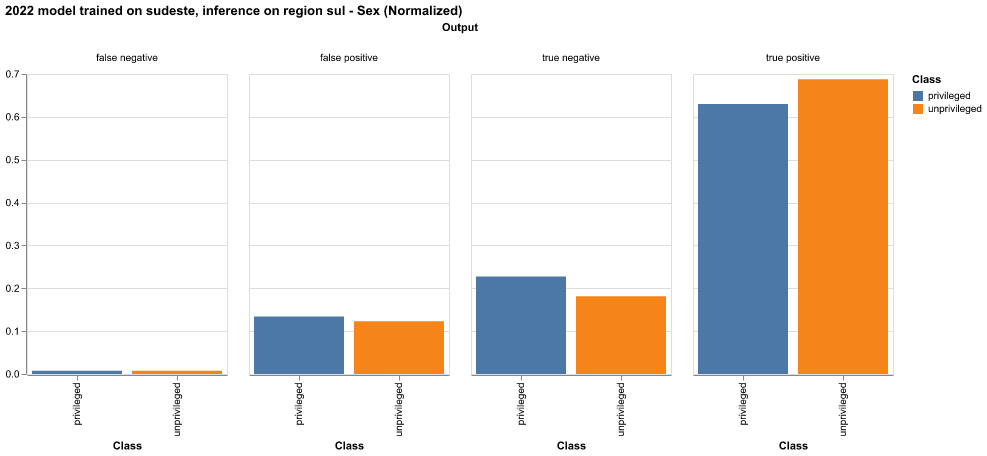 2022 model trained on sudeste, inference on region sul - Sex (Normalized)
Output
false negative
false positive
true negative
true positive
0.7
0.6
0.5
0.4
0.3
0.2
0.1
0.0
privileged
unprivileged
privileged
unprivileged
privileged
unprivileged
privileged
unprivileged
Class
Class
Class
Class
Class
privileged
unprivileged